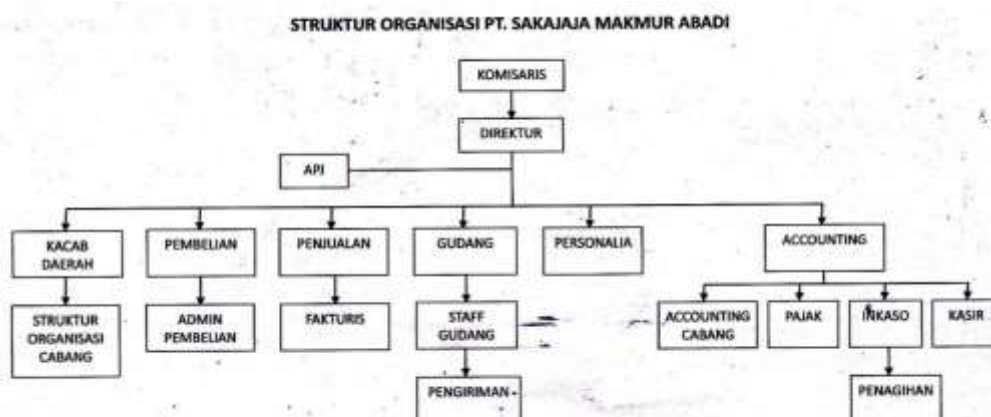 STRUKTUR ORGANISASI PT. SAKAJAJA MAKMUR ABADI
KOMISARIS
DIREKTUR
APJ
KACAB
DAERAH
PEMBELIAN
PENJUALAN
GUDANG
PERSONALIA
ACCOUNTING
STRUKTUR
ORGANISASI
CABANG
ADMIN
PEMBELIAN
FAKTURIS
STAFF
GUDANG
ACCOUNTING
CABANG
PAJAK
INKASO
KASIR
PENGIRIMAN
PENAGIHAN